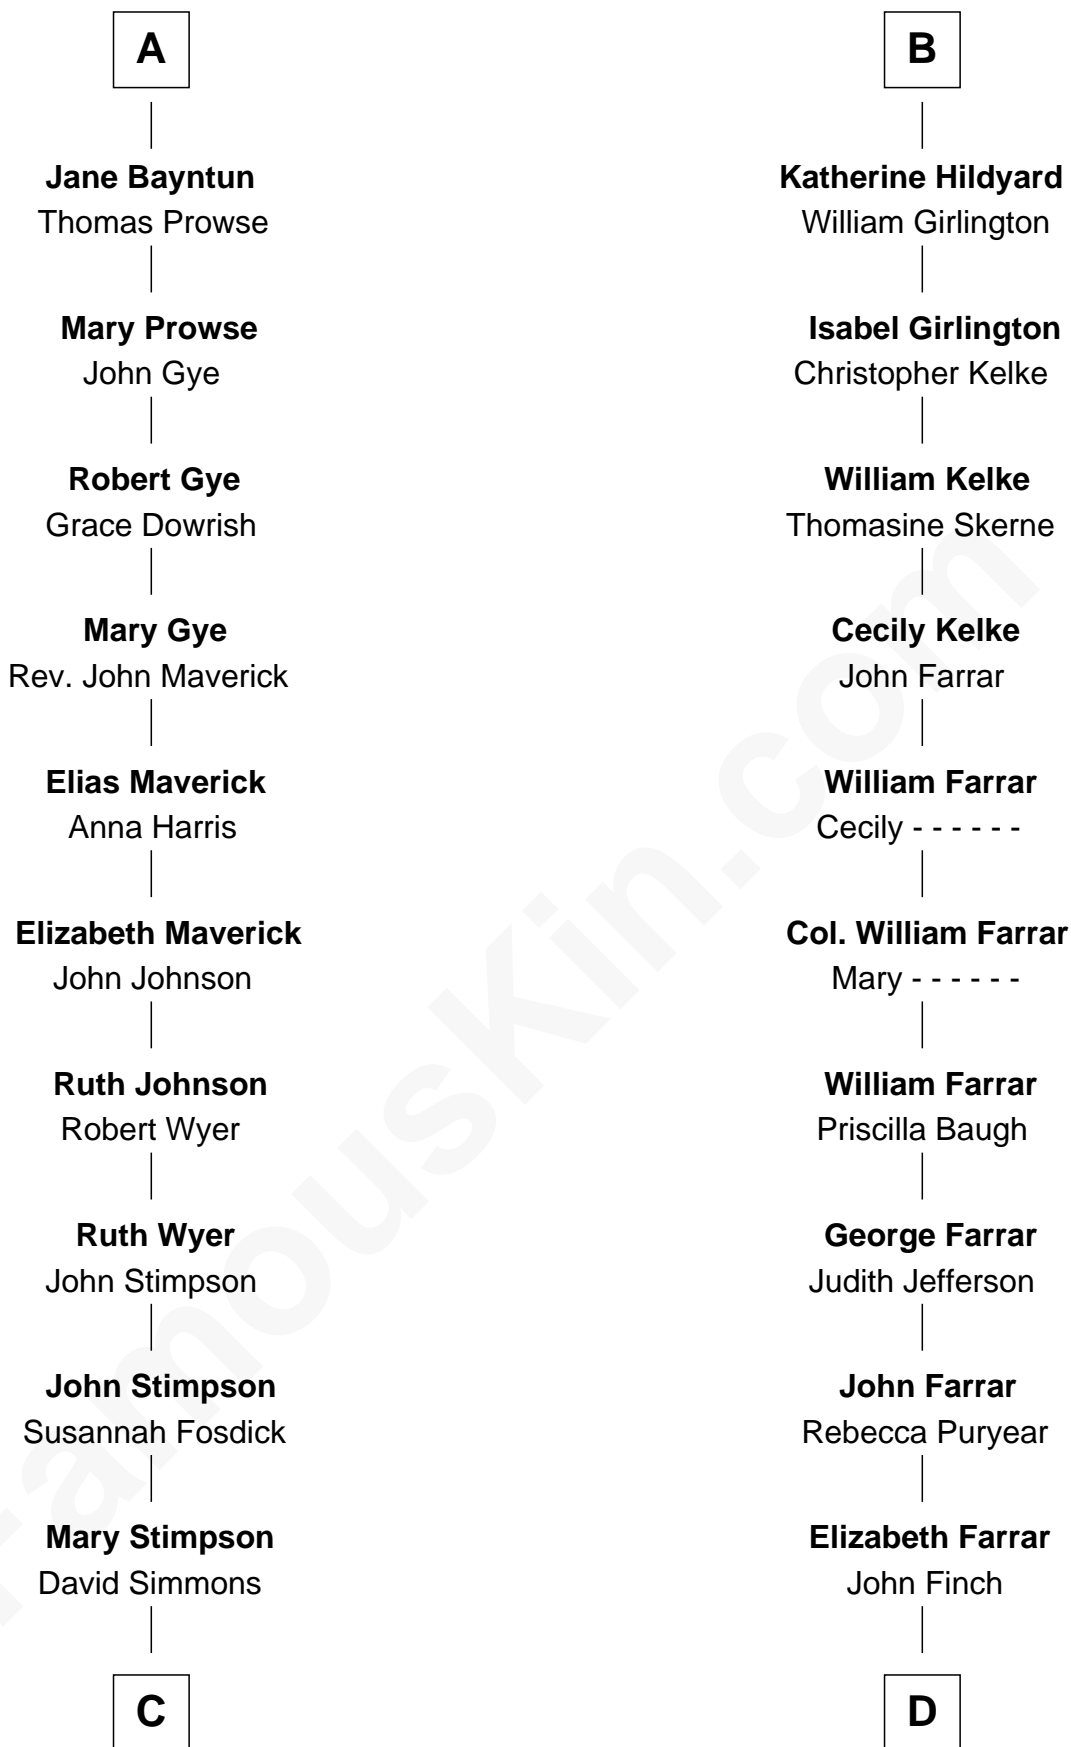 A
Jane Bayntun
Thomas Prowse
Mary Prowse
John Gye
Robert Gye
Grace Dowrish
Mary Gye
Rev. John Maverick
Elias Maverick
Anna Harris
Elizabeth Maverick
John Johnson
Ruth Johnson
Robert Wyer
Ruth Wyer
John Stimpson
John Stimpson
Susannah Fosdick
Mary Stimpson
David Simmons
C
B
Katherine Hildyard
William Girlington
Isabel Girlington
Christopher Kelke
William Kelke
Thomasine Skerne
Cecily Kelke
John Farrar
William Farrar
Cecily - - - - - -
Col. William Farrar
Mary - - - - - -
William Farrar
Priscilla Baugh
George Farrar
Judith Jefferson
John Farrar
Rebecca Puryear
Elizabeth Farrar
John Finch
D
FamousKin.com